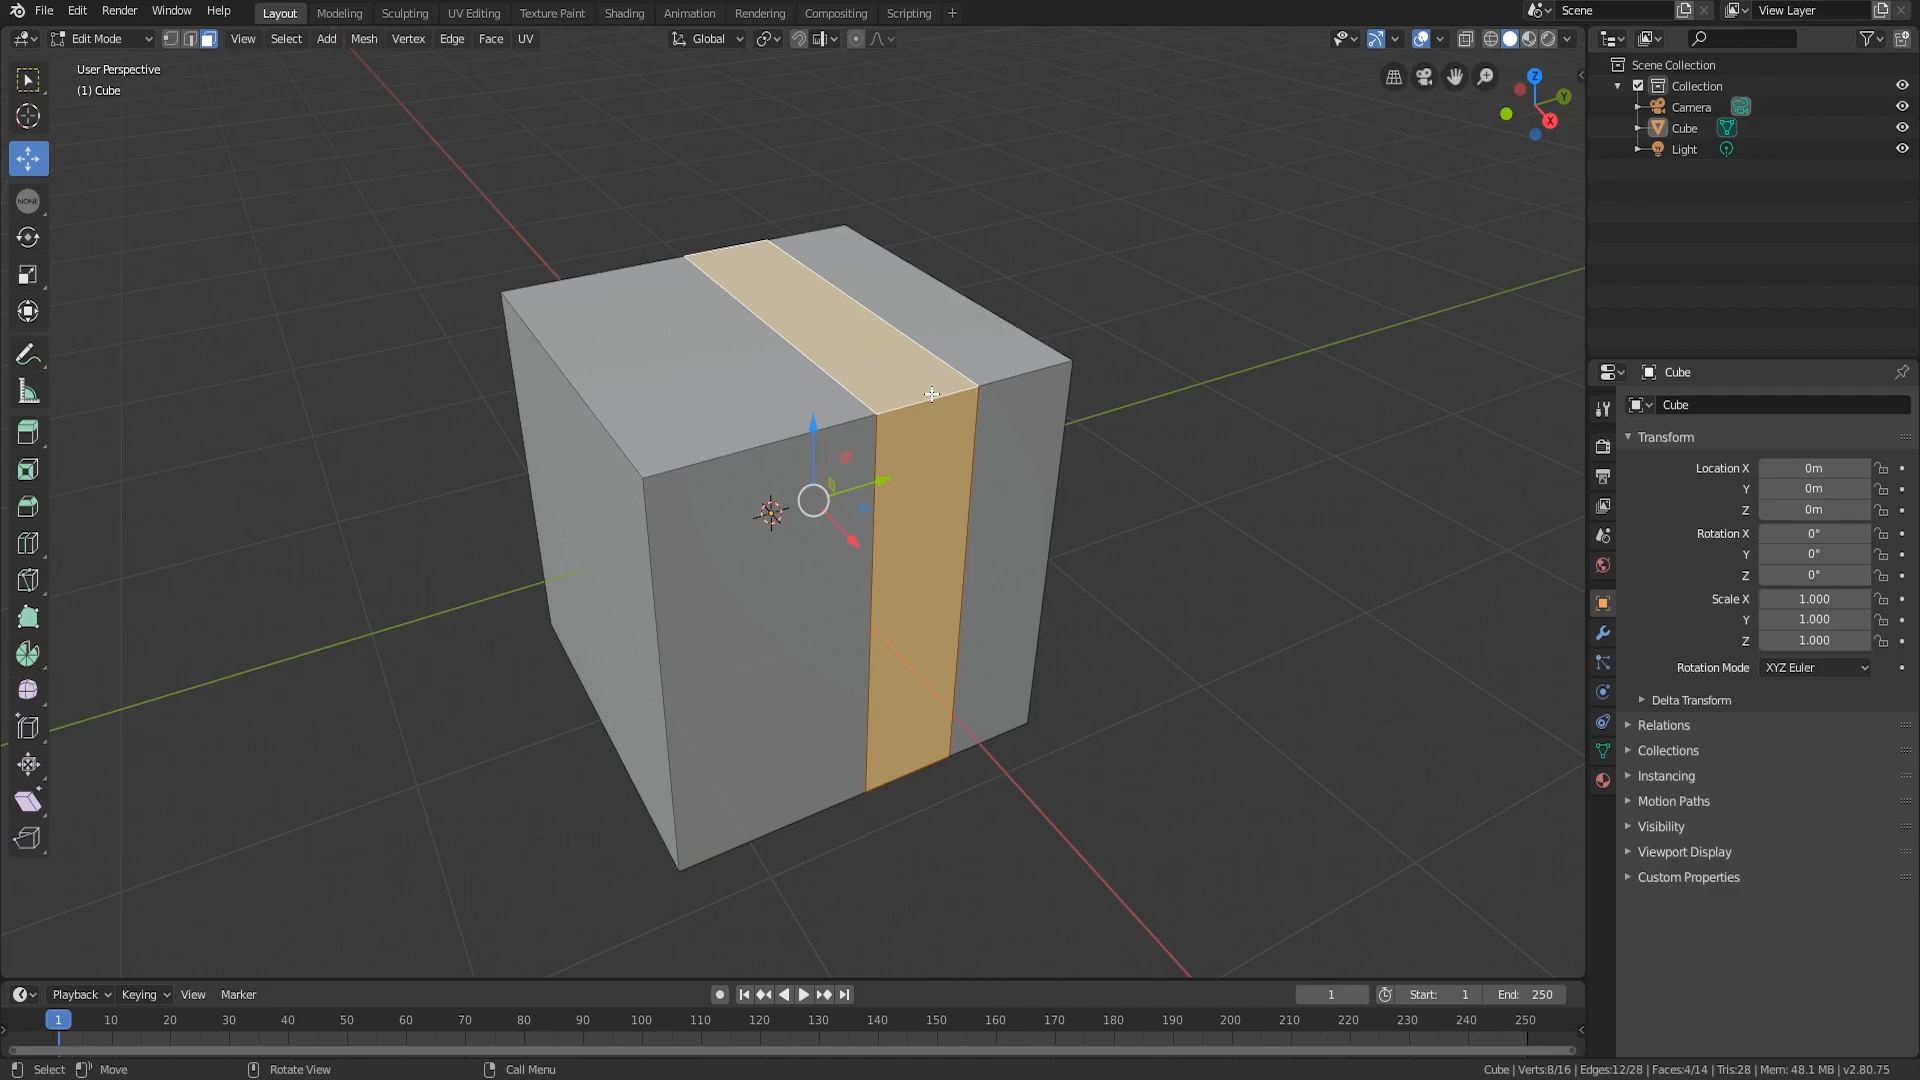 File Edit Render Window Help Layout Modeling Sculpting UV Editing Texture Paint Shading Animation Rendering Compositing Scripting + Scene View Layer
Edit Mode View Select Add Mesh Vertex Edge Face UV Global
User Perspective
(1) Cube
Z
Y
X
NONE
Scene Collection
Collection
Camera
Cube
Light
Cube
Cube
Transform
Location X 0m
Y 0m
Z 0m
Rotation X 0°
Y 0°
Z 0°
Scale X 1.000
Y 1.000
Z 1.000
Rotation Mode XYZ Euler
Delta Transform
Relations
Collections
Instancing
Motion Paths
Visibility
Viewport Display
Custom Properties
Playback Keying View Marker 1 Start: 1 End: 250
1 10 20 30 40 50 60 70 80 90 100 110 120 130 140 150 160 170 180 190 200 210 220 230 240 250
Select Move Rotate View Call Menu Cube | Verts:8/16 | Edges:12/28 | Faces:4/14 | Tris:28 | Mem: 48.1 MB | v2.80.75